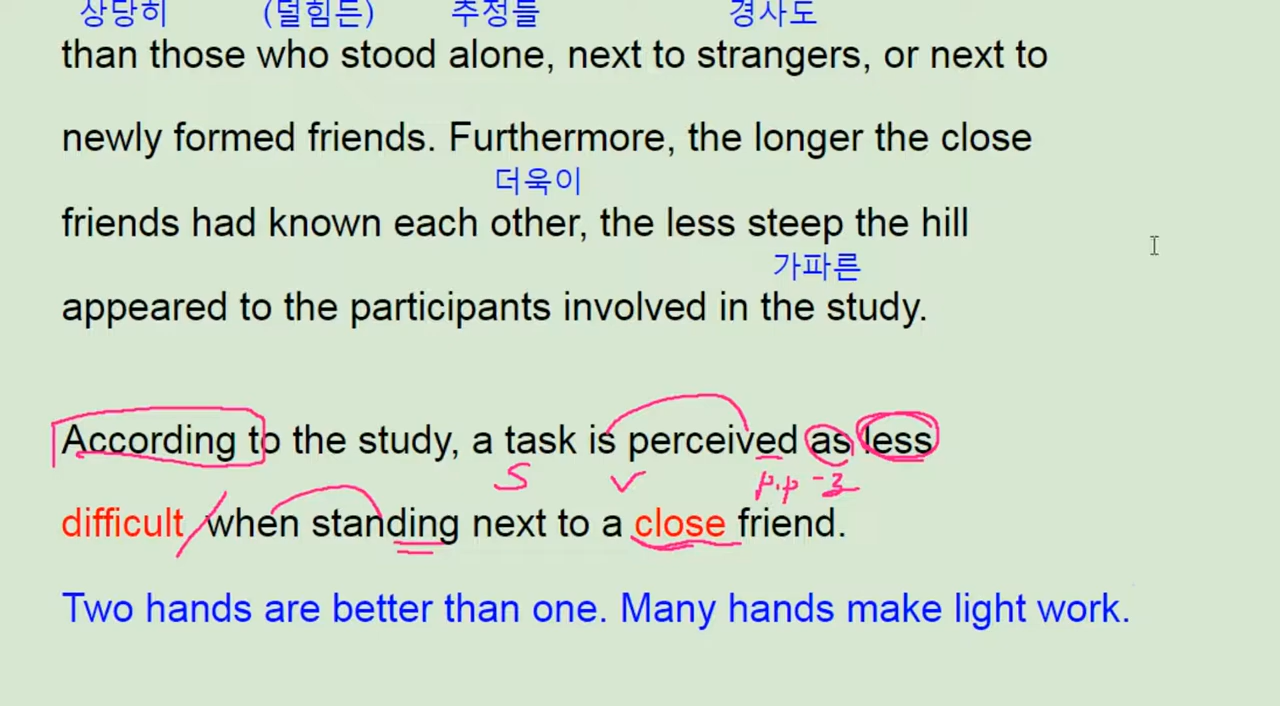 상당히 (덜힘든) 추정들 경사도
than those who stood alone, next to strangers, or next to
newly formed friends. Furthermore, the longer the close
더욱이
friends had known each other, the less steep the hill
가파른
appeared to the participants involved in the study.
According to the study, a task is perceived as less
S V p.p
difficult when standing next to a close friend.
Two hands are better than one. Many hands make light work.